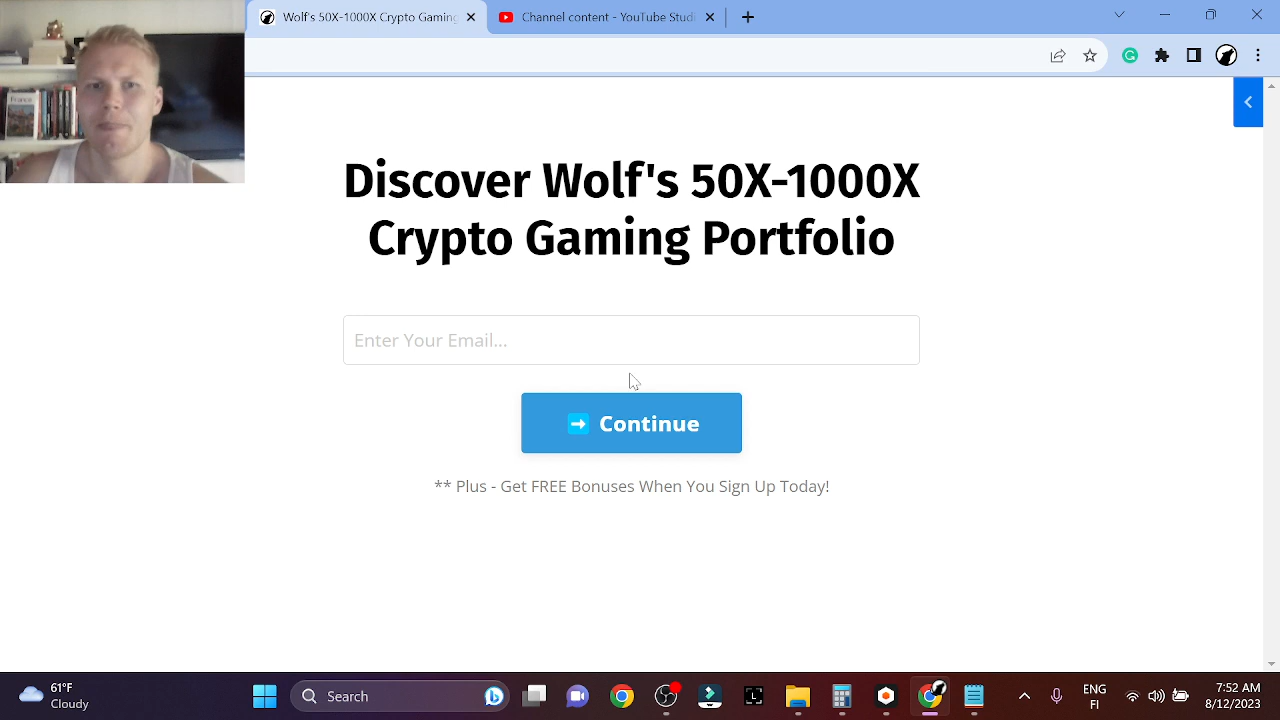 Wolf's 50X-1000X Crypto Gaming
Channel content - YouTube Studi
France
Discover Wolf's 50X-1000X
Crypto Gaming Portfolio
Enter Your Email...
➡ Continue
** Plus - Get FREE Bonuses When You Sign Up Today!
61°F
Cloudy
Search
L
ENG
FI
7:52 AM
8/12/2023